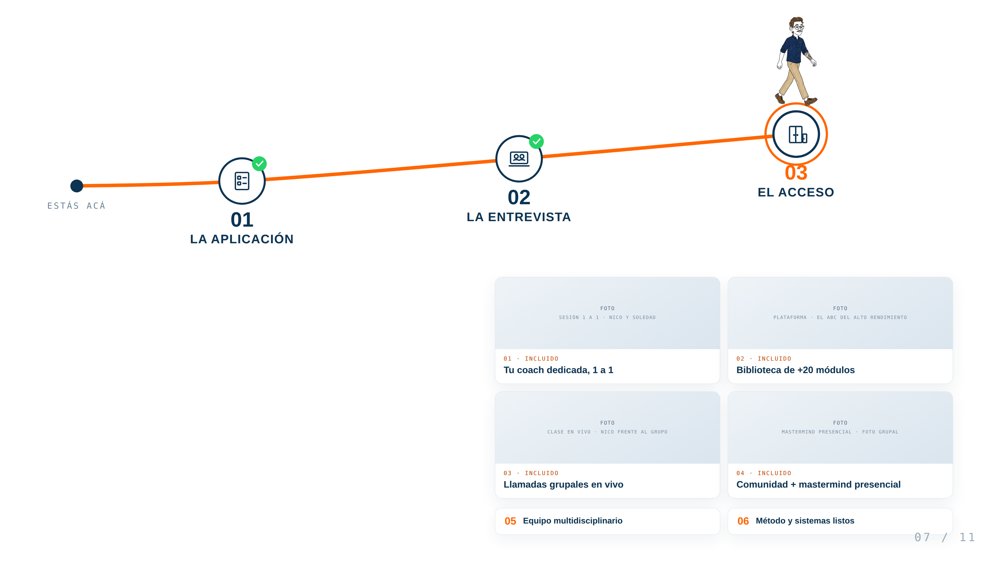 ESTÁS ACÁ
01
LA APLICACIÓN
02
LA ENTREVISTA
03
EL ACCESO
FOTO
SESIÓN 1 A 1 · NICO Y SOLEDAD
01 · INCLUIDO
Tu coach dedicada, 1 a 1
FOTO
PLATAFORMA · EL ABC DEL ALTO RENDIMIENTO
02 · INCLUIDO
Biblioteca de +20 módulos
FOTO
CLASE EN VIVO · NICO FRENTE AL GRUPO
03 · INCLUIDO
Llamadas grupales en vivo
FOTO
MASTERMIND PRESENCIAL · FOTO GRUPAL
04 · INCLUIDO
Comunidad + mastermind presencial
05 Equipo multidisciplinario
06 Método y sistemas listos
07 / 11